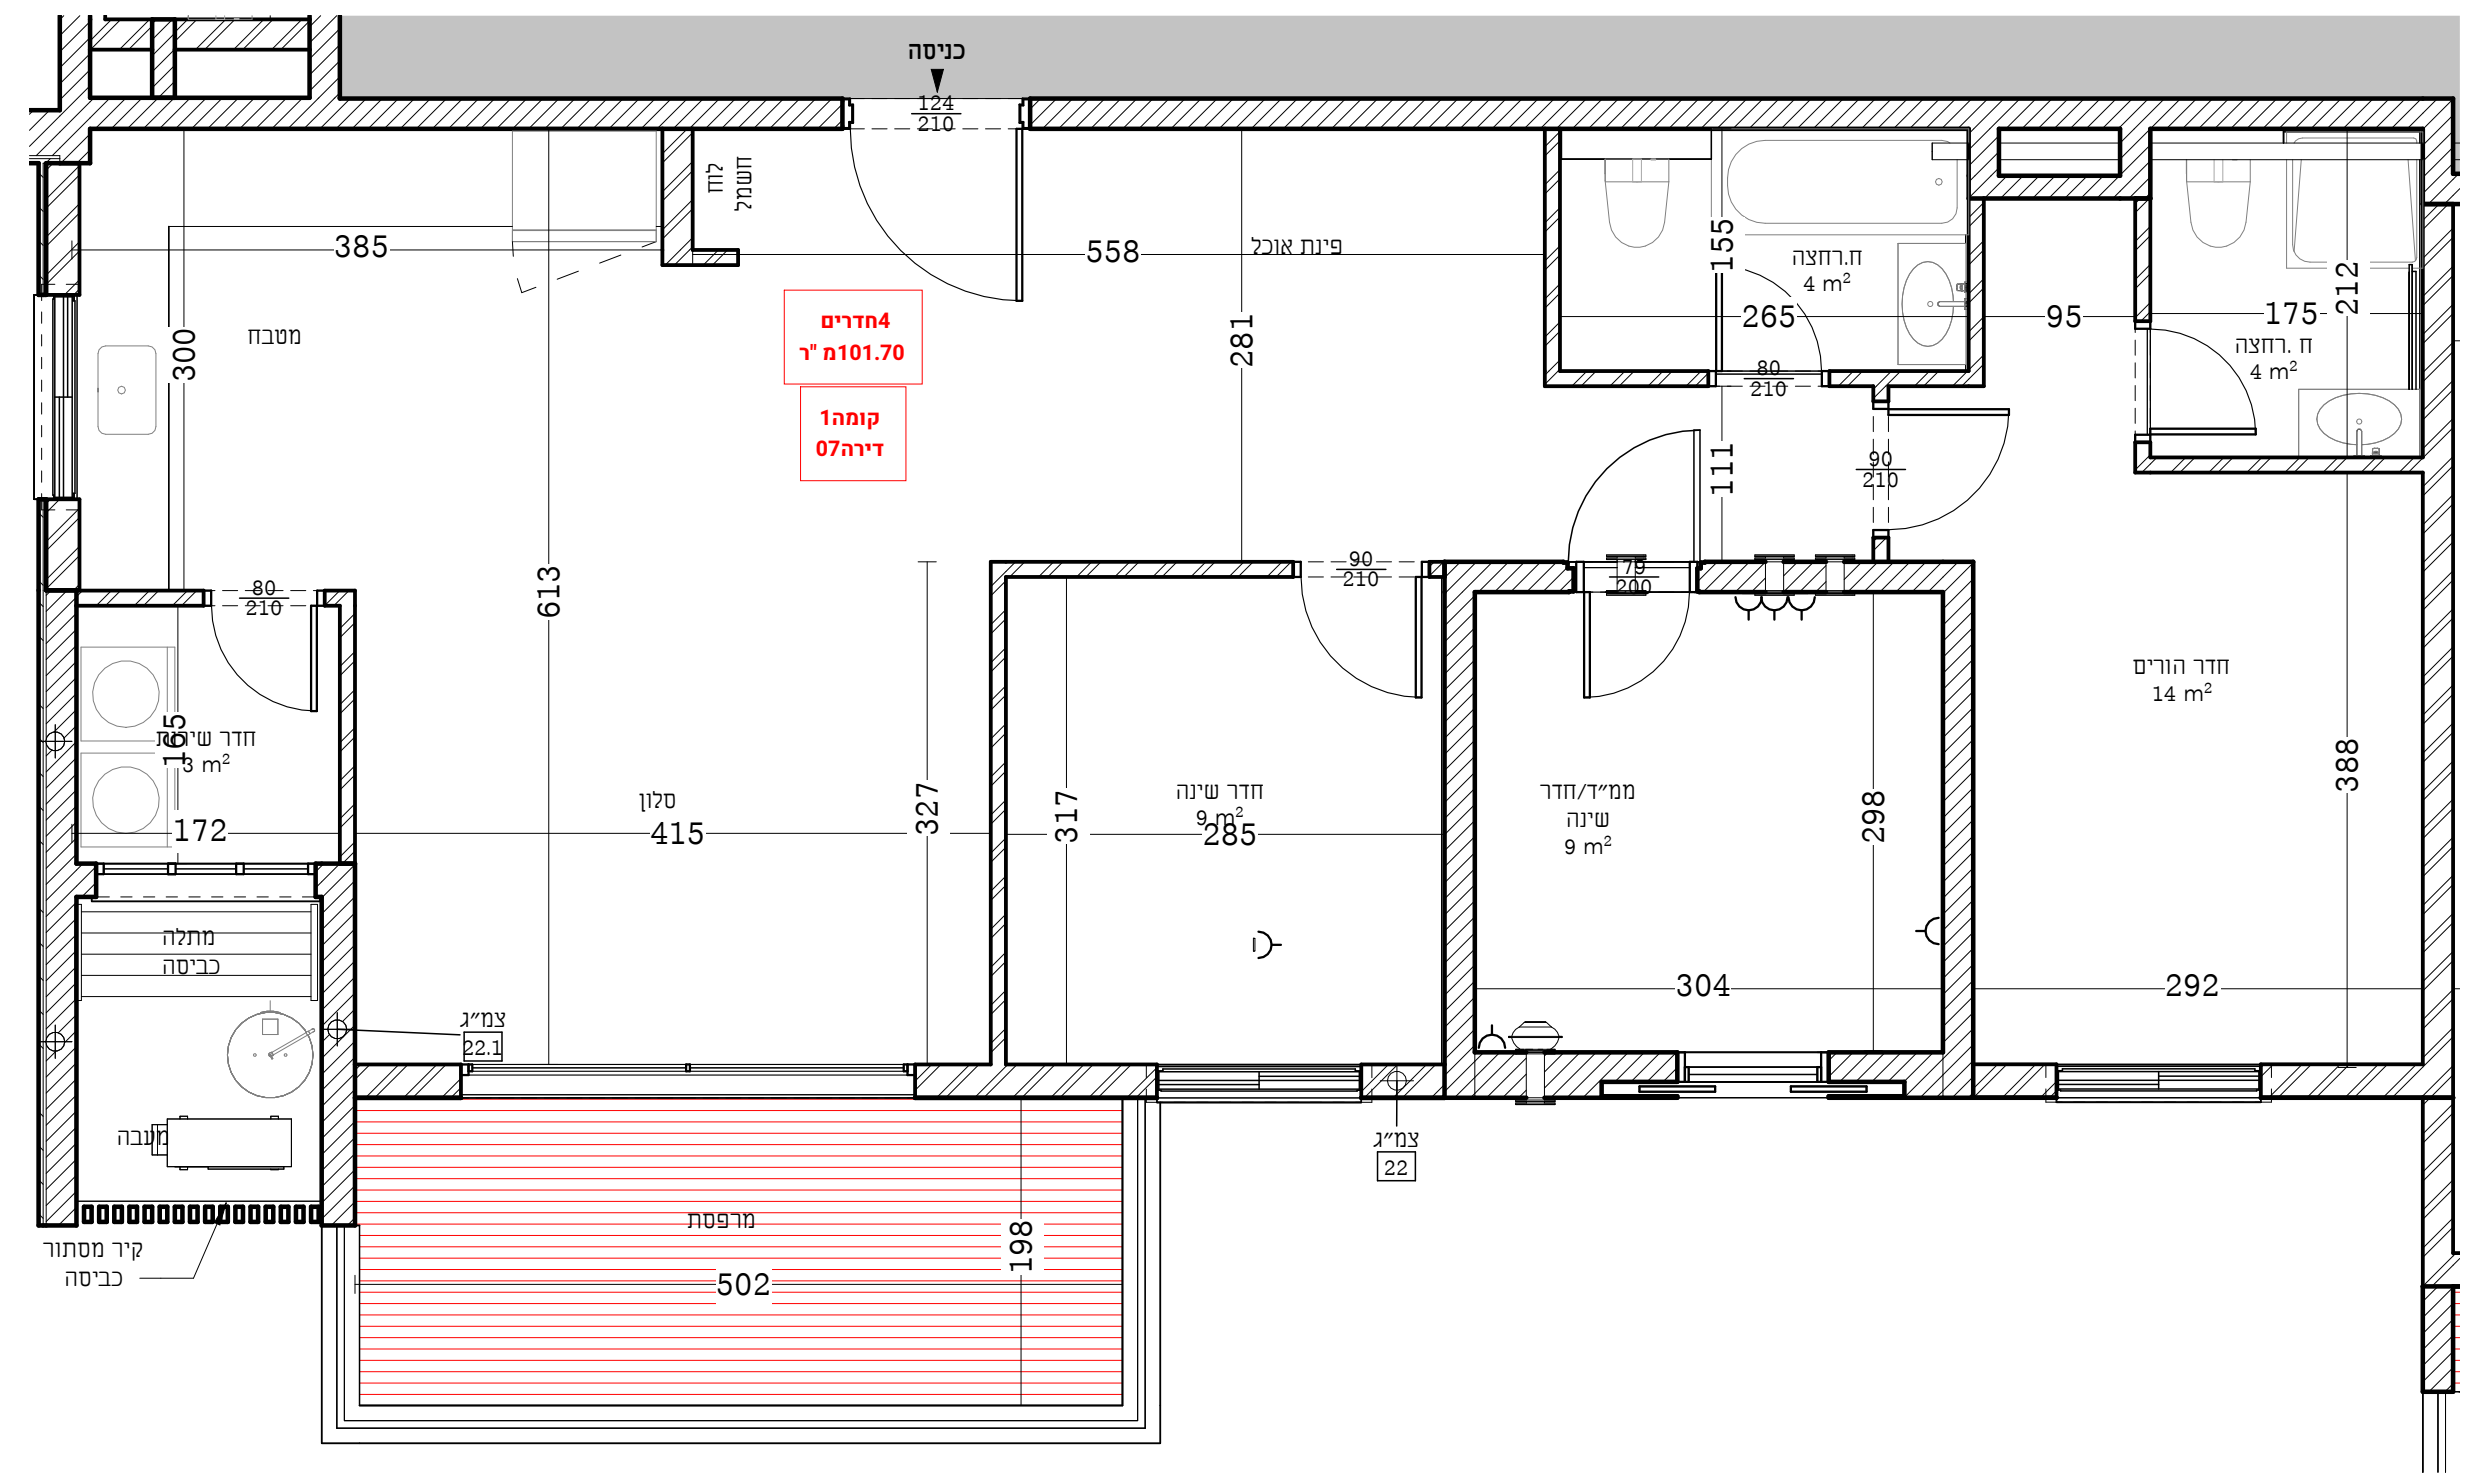 כניסה
124
210
לוח
חשמל
385
558
פינת אוכל
155
ח.רחצה
4 m²
265
95
175
212
ח .רחצה
4 m²
מטבח
300
4חדרים
101.70מ "ר
קומה1
דירה07
281
80
210
111
90
210
80
210
613
90
210
79
200
חדר הורים
14 m²
165
חדר שירות
3 m²
172
סלון
415
327
317
חדר שינה
9 m²
285
ממ״ד/חדר
שינה
9 m²
298
388
304
292
מתלה
כביסה
צמ״ג
22.1
מעבה
צמ״ג
22
מרפסת
198
502
קיר מסתור
כביסה